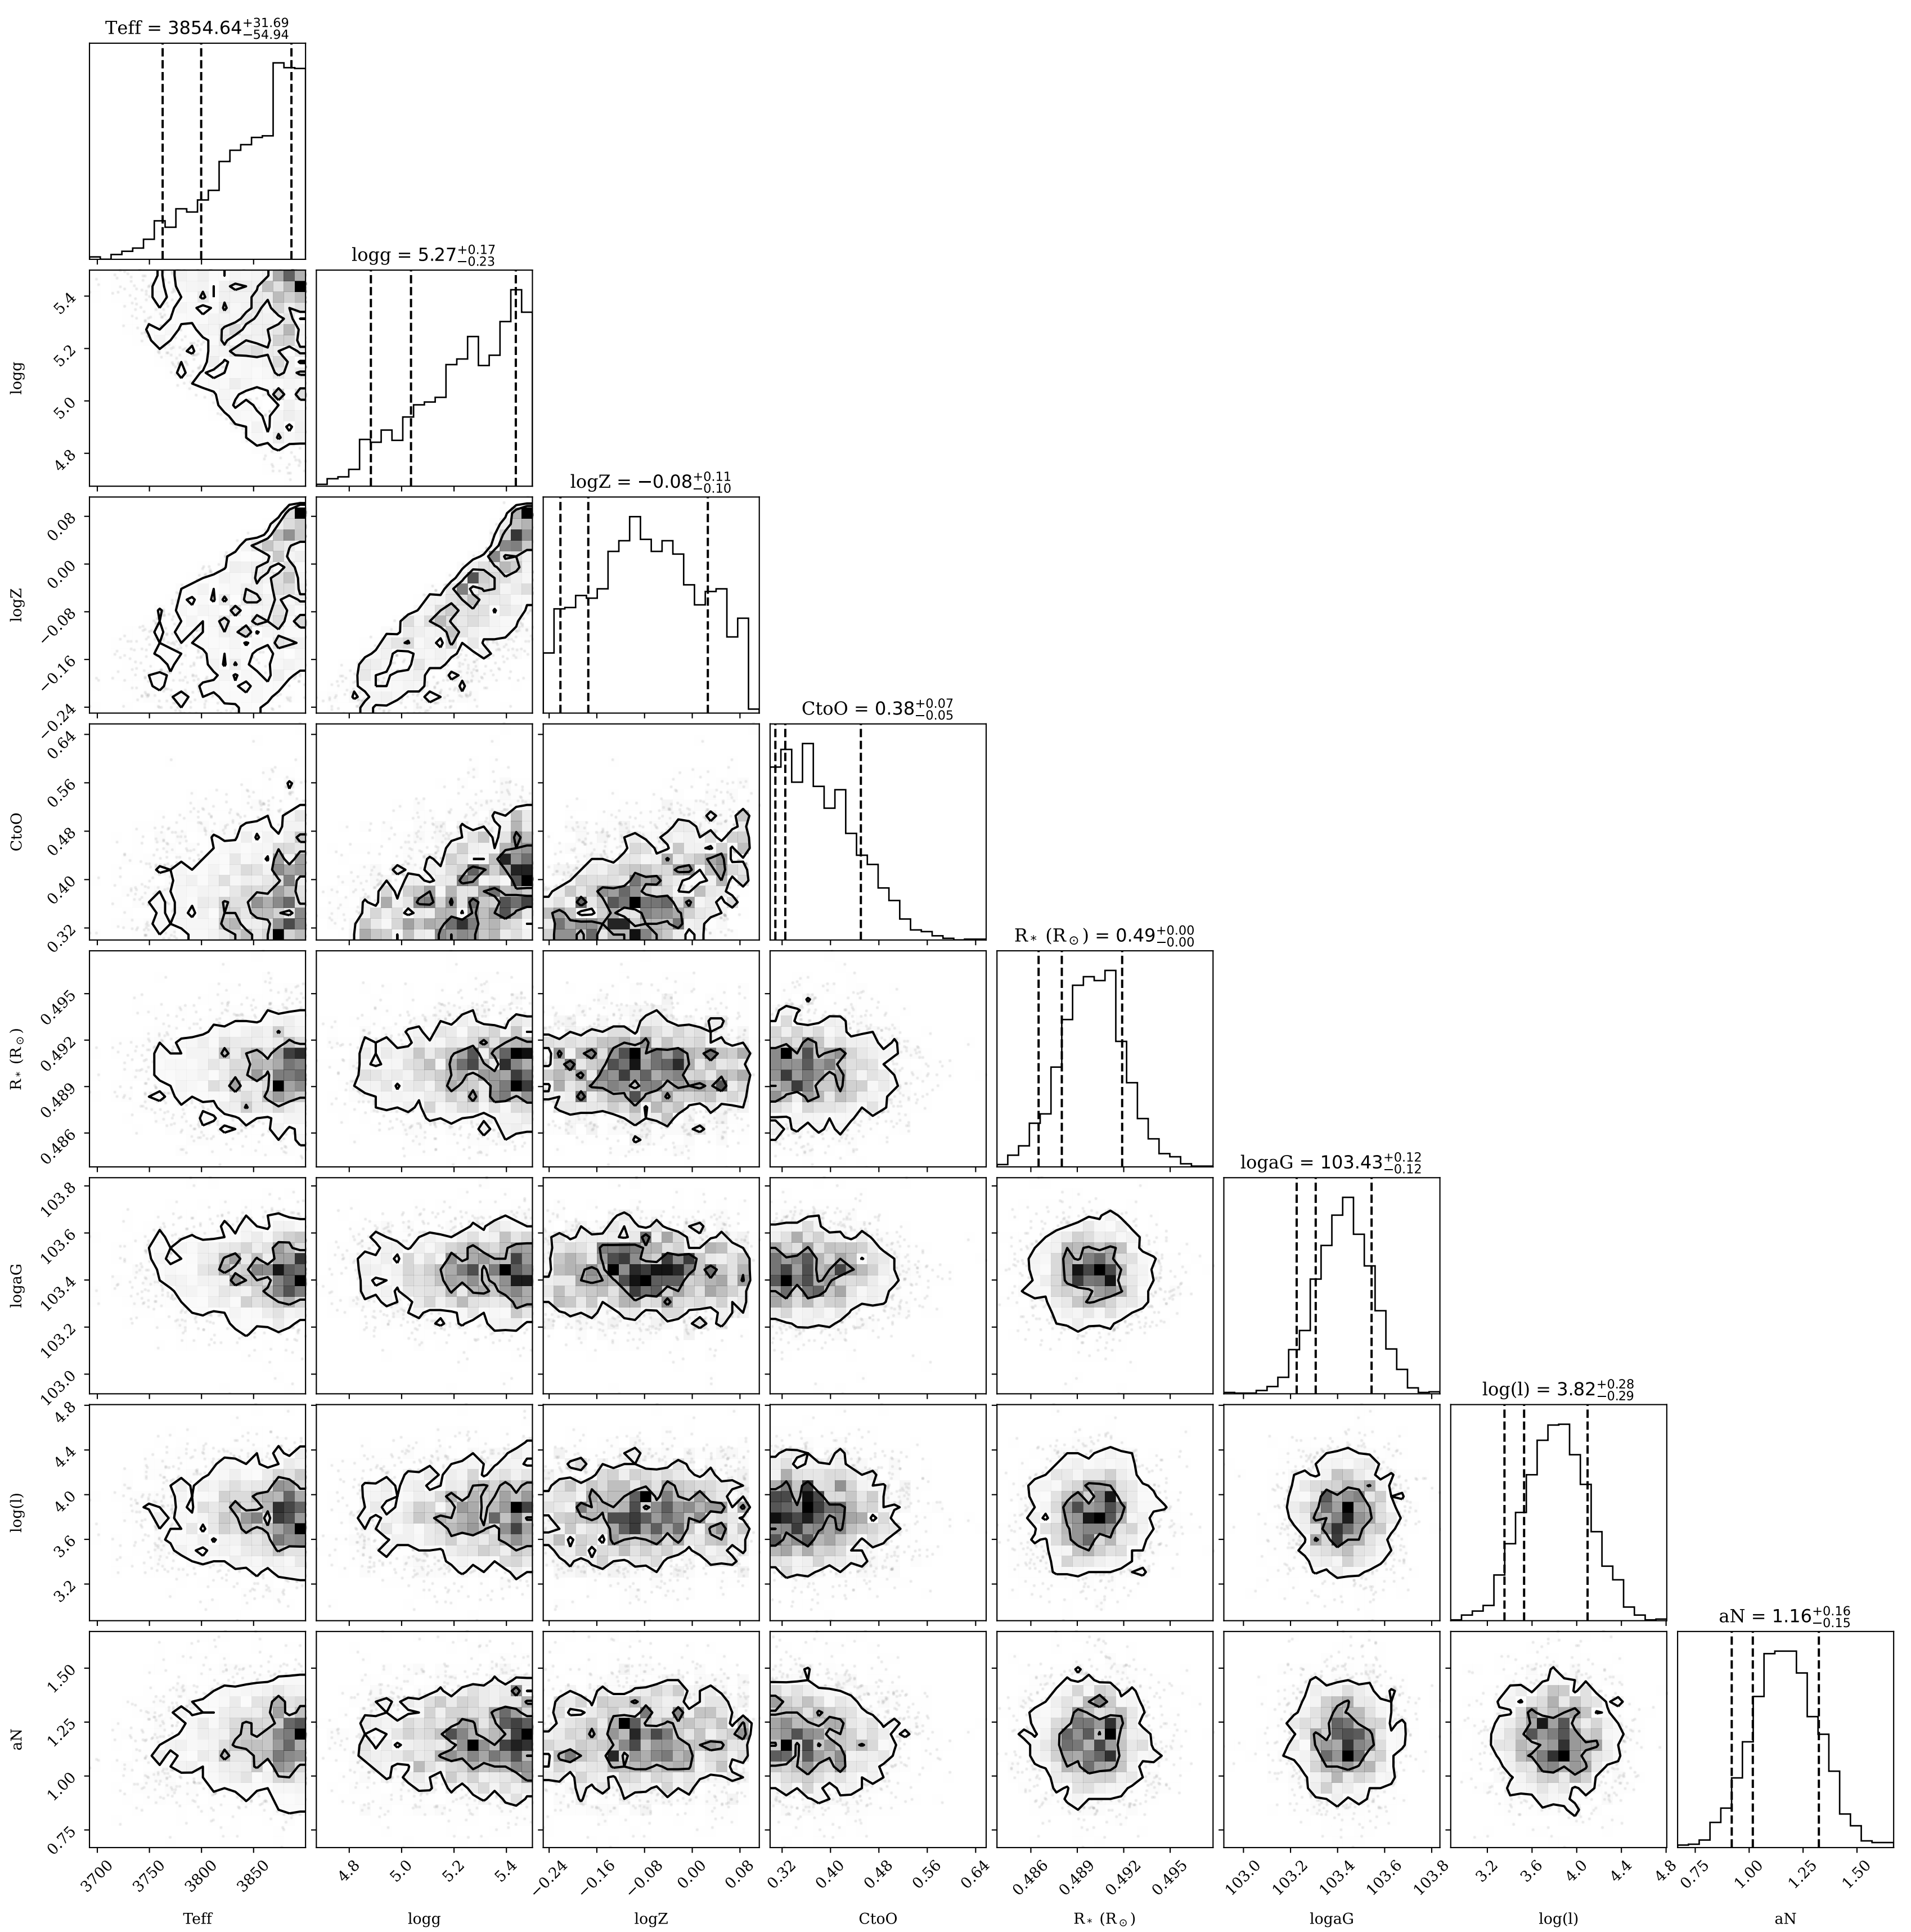 Teff = 3854.64 +31.69 −54.94
logg = 5.27 +0.17 −0.23
5.4
5.2
5.0
4.8
logg
logZ = −0.08 +0.11 −0.10
0.08
0.00
−0.08
−0.16
−0.24
logZ
CtoO = 0.38 +0.07 −0.05
0.64
0.56
0.48
0.40
0.32
CtoO
R* (R⊙) = 0.49 +0.00 −0.00
0.495
0.492
0.489
0.486
R* (R⊙)
logaG = 103.43 +0.12 −0.12
103.8
103.6
103.4
103.2
103.0
logaG
log(l) = 3.82 +0.28 −0.29
4.8
4.4
4.0
3.6
3.2
log(l)
aN = 1.16 +0.16 −0.15
1.50
1.25
1.00
0.75
aN
3700 3750 3800 3850 4.8 5.0 5.2 5.4 −0.24 −0.16 −0.08 0.00 0.08 0.32 0.40 0.48 0.56 0.64 0.486 0.489 0.492 0.495 103.0 103.2 103.4 103.6 103.8 3.2 3.6 4.0 4.4 4.8 0.75 1.00 1.25 1.50
Teff logg logZ CtoO R* (R⊙) logaG log(l) aN